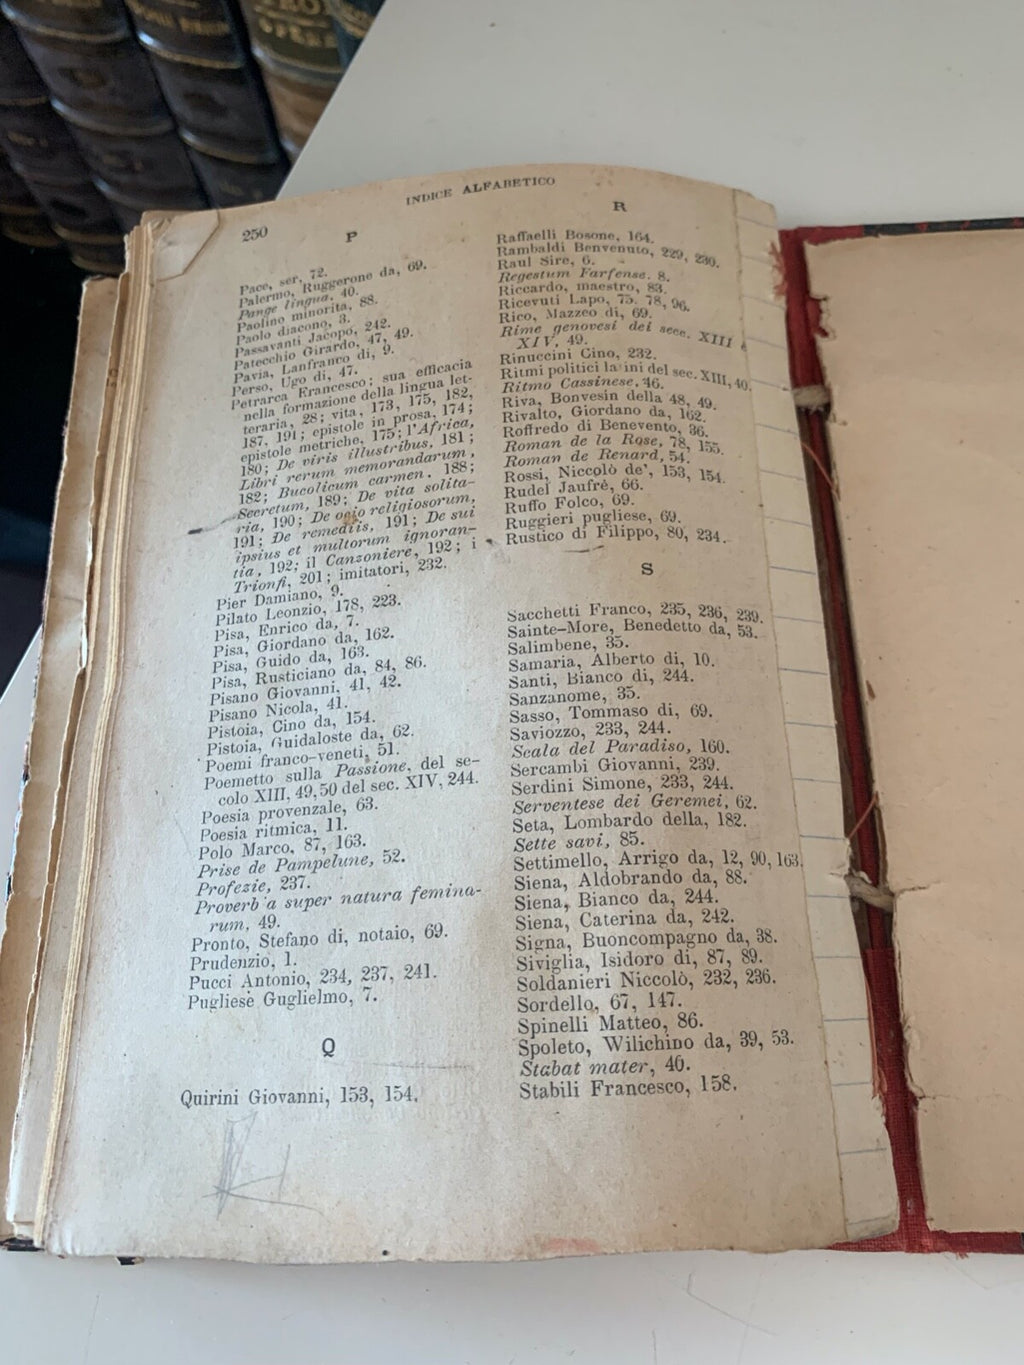 OPERE
250
INDICE ALFABETICO
P
Pace, ser, 72.
Palermo, Ruggerone da, 69.
Pange lingua, 40.
Paolino minorita, 88.
Paolo diacono, 3.
Passavanti Jacopo, 242.
Patecchio Girardo, 47, 49.
Pavia, Lanfranco di, 9.
Perso, Ugo di, 47.
Petrarca Francesco: sua efficacia
nella formazione della lingua let-
teraria, 28; vita, 173, 175, 182,
187, 191; epistole in prosa, 174;
epistole metriche, 175; l'Africa,
180; De viris illustribus, 181;
Libri rerum memorandarum,
182; Bucolicum carmen, 188;
Secretum, 189; De vita solita-
ria, 190; De ocio religiosorum,
191; De remediis, 191; De sui
ipsius et multorum ignoran-
tia, 192; il Canzoniere, 192; i
Trionfi, 201; imitatori, 232.
Pier Damiano, 9.
Pilato Leonzio, 178, 223.
Pisa, Enrico da, 7.
Pisa, Giordano da, 162.
Pisa, Guido da, 163.
Pisa, Rusticiano da, 84, 86.
Pisano Giovanni, 41, 42.
Pisano Nicola, 41.
Pistoia, Cino da, 154.
Pistoia, Guidaloste da, 62.
Poemi franco-veneti, 51.
Poemetto sulla Passione, del se-
colo XIII, 49,50 del sec. XIV, 244.
Poesia provenzale, 63.
Poesia ritmica, 11.
Polo Marco, 87, 163.
Prise de Pampelune, 52.
Profezie, 237.
Proverb'a super natura femina-
rum, 49.
Pronto, Stefano di, notaio, 69.
Prudenzio, 1.
Pucci Antonio, 234, 237, 241.
Pugliese Guglielmo, 7.
Q
Quirini Giovanni, 153, 154.
R
Raffaelli Bosone, 164.
Rambaldi Benvenuto, 229, 230.
Raul Sire, 6.
Regestum Farfense, 8.
Riccardo, maestro, 83.
Ricevuti Lapo, 75. 78, 96.
Rico, Mazzeo di, 69.
Rime genovesi dei secc. XIII e
XIV, 49.
Rinuccini Cino, 232.
Ritmi politici la ini del sec. XIII, 40.
Ritmo Cassinese, 46.
Riva, Bonvesin della 48, 49.
Rivalto, Giordano da, 162.
Roffredo di Benevento, 36.
Roman de la Rose, 78, 155.
Roman de Renard, 54.
Rossi, Niccolò de', 153, 154.
Rudel Jaufrè, 66.
Ruffo Folco, 69.
Ruggieri pugliese, 69.
Rustico di Filippo, 80, 234.
S
Sacchetti Franco, 235, 236, 239.
Sainte-More, Benedetto da, 53.
Salimbene, 35.
Samaria, Alberto di, 10.
Santi, Bianco di, 244.
Sanzanome, 35.
Sasso, Tommaso di, 69.
Saviozzo, 233, 244.
Scala del Paradiso, 160.
Sercambi Giovanni, 239.
Serdini Simone, 233, 244.
Serventese dei Geremei, 62.
Seta, Lombardo della, 182.
Sette savi, 85.
Settimello, Arrigo da, 12, 90, 163.
Siena, Aldobrando da, 88.
Siena, Bianco da, 244.
Siena, Caterina da, 242.
Signa, Buoncompagno da, 38.
Siviglia, Isidoro di, 87, 89.
Soldanieri Niccolò, 232, 236.
Sordello, 67, 147.
Spinelli Matteo, 86.
Spoleto, Wilichino da, 39, 53.
Stabat mater, 40.
Stabili Francesco, 158.